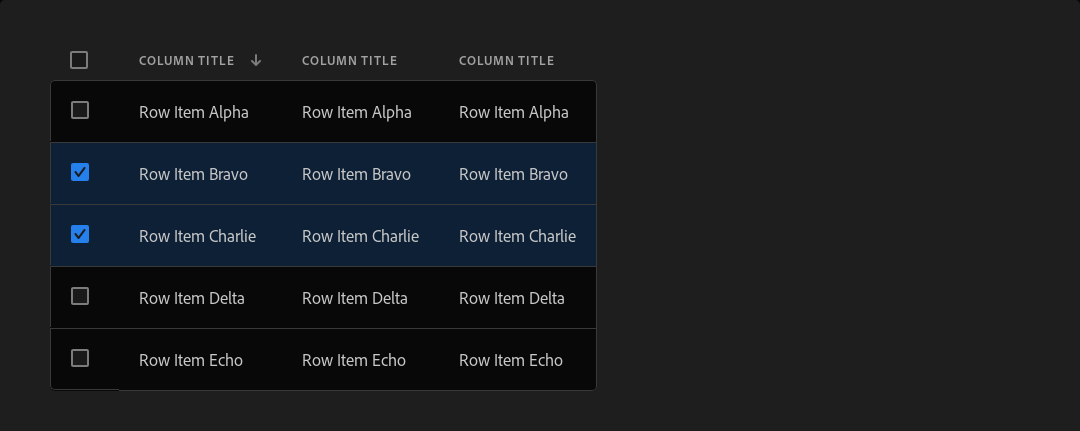 COLUMN TITLE COLUMN TITLE COLUMN TITLE
Row Item Alpha Row Item Alpha Row Item Alpha
Row Item Bravo Row Item Bravo Row Item Bravo
Row Item Charlie Row Item Charlie Row Item Charlie
Row Item Delta Row Item Delta Row Item Delta
Row Item Echo Row Item Echo Row Item Echo